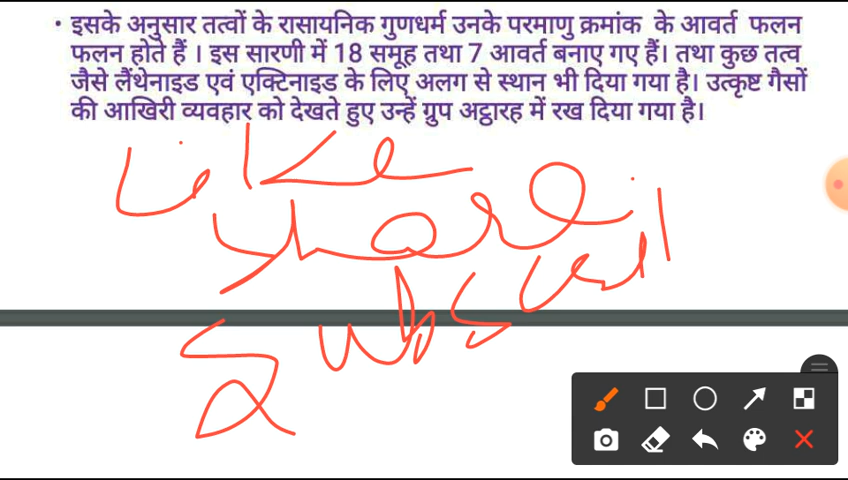 • इसके अनुसार तत्वों के रासायनिक गुणधर्म उनके परमाणु क्रमांक के आवर्त फलन
फलन होते हैं । इस सारणी में 18 समूह तथा 7 आवर्त बनाए गए हैं। तथा कुछ तत्व
जैसे लैंथेनाइड एवं एक्टिनाइड के लिए अलग से स्थान भी दिया गया है। उत्कृष्ट गैसों
की आखिरी व्यवहार को देखते हुए उन्हें ग्रुप अट्ठारह में रख दिया गया है।
Like
share